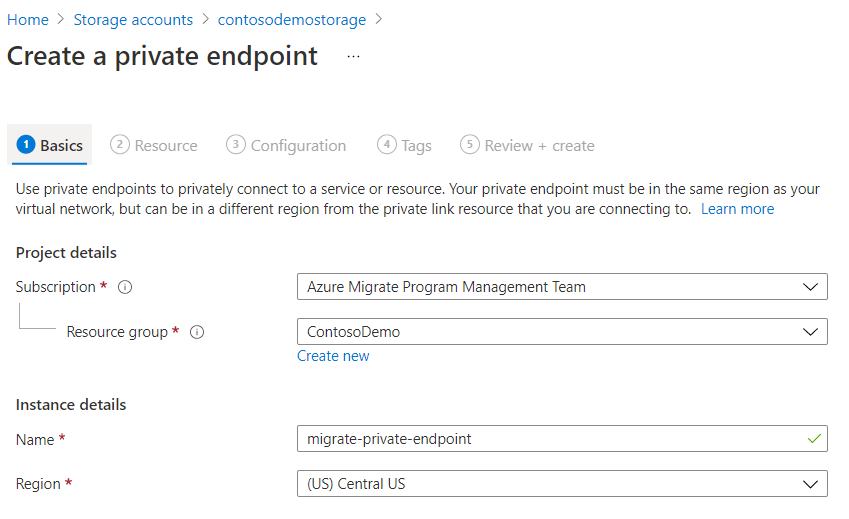 Home > Storage accounts > contosodemostorage >
Create a private endpoint ...
1 Basics 2 Resource 3 Configuration 4 Tags 5 Review + create
Use private endpoints to privately connect to a service or resource. Your private endpoint must be in the same region as your
virtual network, but can be in a different region from the private link resource that you are connecting to. Learn more
Project details
Subscription * Azure Migrate Program Management Team
Resource group * ContosoDemo
Create new
Instance details
Name * migrate-private-endpoint
Region * (US) Central US